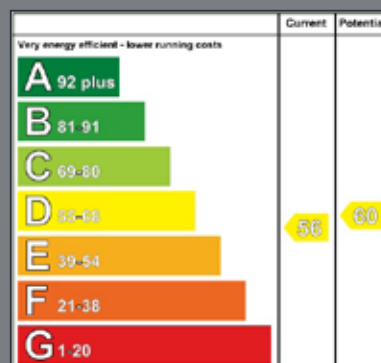 Current Potentia
Very energy efficient - lower running costs
A 92 plus
B 81-91
C 69-80
D 55-68
E 39-54
F 21-38
G 1-20
56
60